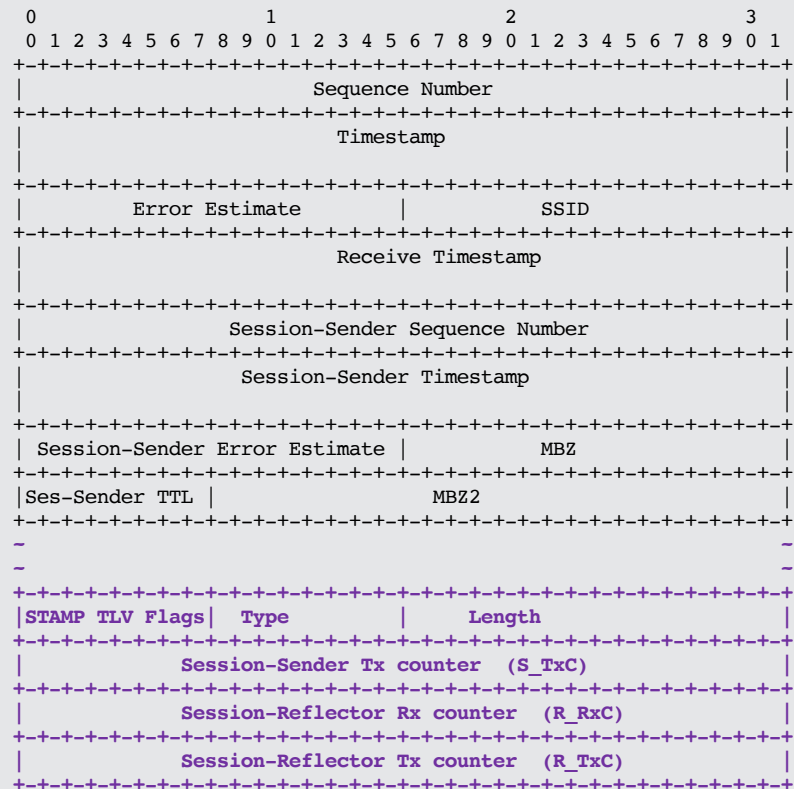 0                   1                   2                   3
 0 1 2 3 4 5 6 7 8 9 0 1 2 3 4 5 6 7 8 9 0 1 2 3 4 5 6 7 8 9 0 1
+-+-+-+-+-+-+-+-+-+-+-+-+-+-+-+-+-+-+-+-+-+-+-+-+-+-+-+-+-+-+-+-+
|                        Sequence Number                        |
+-+-+-+-+-+-+-+-+-+-+-+-+-+-+-+-+-+-+-+-+-+-+-+-+-+-+-+-+-+-+-+-+
|                          Timestamp                            |
|                                                               |
+-+-+-+-+-+-+-+-+-+-+-+-+-+-+-+-+-+-+-+-+-+-+-+-+-+-+-+-+-+-+-+-+
|         Error Estimate        |           SSID
+-+-+-+-+-+-+-+-+-+-+-+-+-+-+-+-+-+-+-+-+-+-+-+-+-+-+-+-+-+-+-+-+
|                          Receive Timestamp                    |
|                                                               |
+-+-+-+-+-+-+-+-+-+-+-+-+-+-+-+-+-+-+-+-+-+-+-+-+-+-+-+-+-+-+-+-+
|                 Session-Sender Sequence Number                |
+-+-+-+-+-+-+-+-+-+-+-+-+-+-+-+-+-+-+-+-+-+-+-+-+-+-+-+-+-+-+-+-+
|                  Session-Sender Timestamp                     |
|                                                               |
+-+-+-+-+-+-+-+-+-+-+-+-+-+-+-+-+-+-+-+-+-+-+-+-+-+-+-+-+-+-+-+-+
| Session-Sender Error Estimate |           MBZ                 |
+-+-+-+-+-+-+-+-+-+-+-+-+-+-+-+-+-+-+-+-+-+-+-+-+-+-+-+-+-+-+-+-+
|Ses-Sender TTL |                  MBZ2                         |
+-+-+-+-+-+-+-+-+-+-+-+-+-+-+-+-+-+-+-+-+-+-+-+-+-+-+-+-+-+-+-+-+
~                                                               ~
~                                                               ~
+-+-+-+-+-+-+-+-+-+-+-+-+-+-+-+-+-+-+-+-+-+-+-+-+-+-+-+-+-+-+-+-+
|STAMP TLV Flags|  Type         |     Length                    |
+-+-+-+-+-+-+-+-+-+-+-+-+-+-+-+-+-+-+-+-+-+-+-+-+-+-+-+-+-+-+-+-+
|             Session-Sender Tx counter  (S_TxC)                |
+-+-+-+-+-+-+-+-+-+-+-+-+-+-+-+-+-+-+-+-+-+-+-+-+-+-+-+-+-+-+-+-+
|             Session-Reflector Rx counter  (R_RxC)             |
+-+-+-+-+-+-+-+-+-+-+-+-+-+-+-+-+-+-+-+-+-+-+-+-+-+-+-+-+-+-+-+-+
|             Session-Reflector Tx counter  (R_TxC)             |
+-+-+-+-+-+-+-+-+-+-+-+-+-+-+-+-+-+-+-+-+-+-+-+-+-+-+-+-+-+-+-+-+